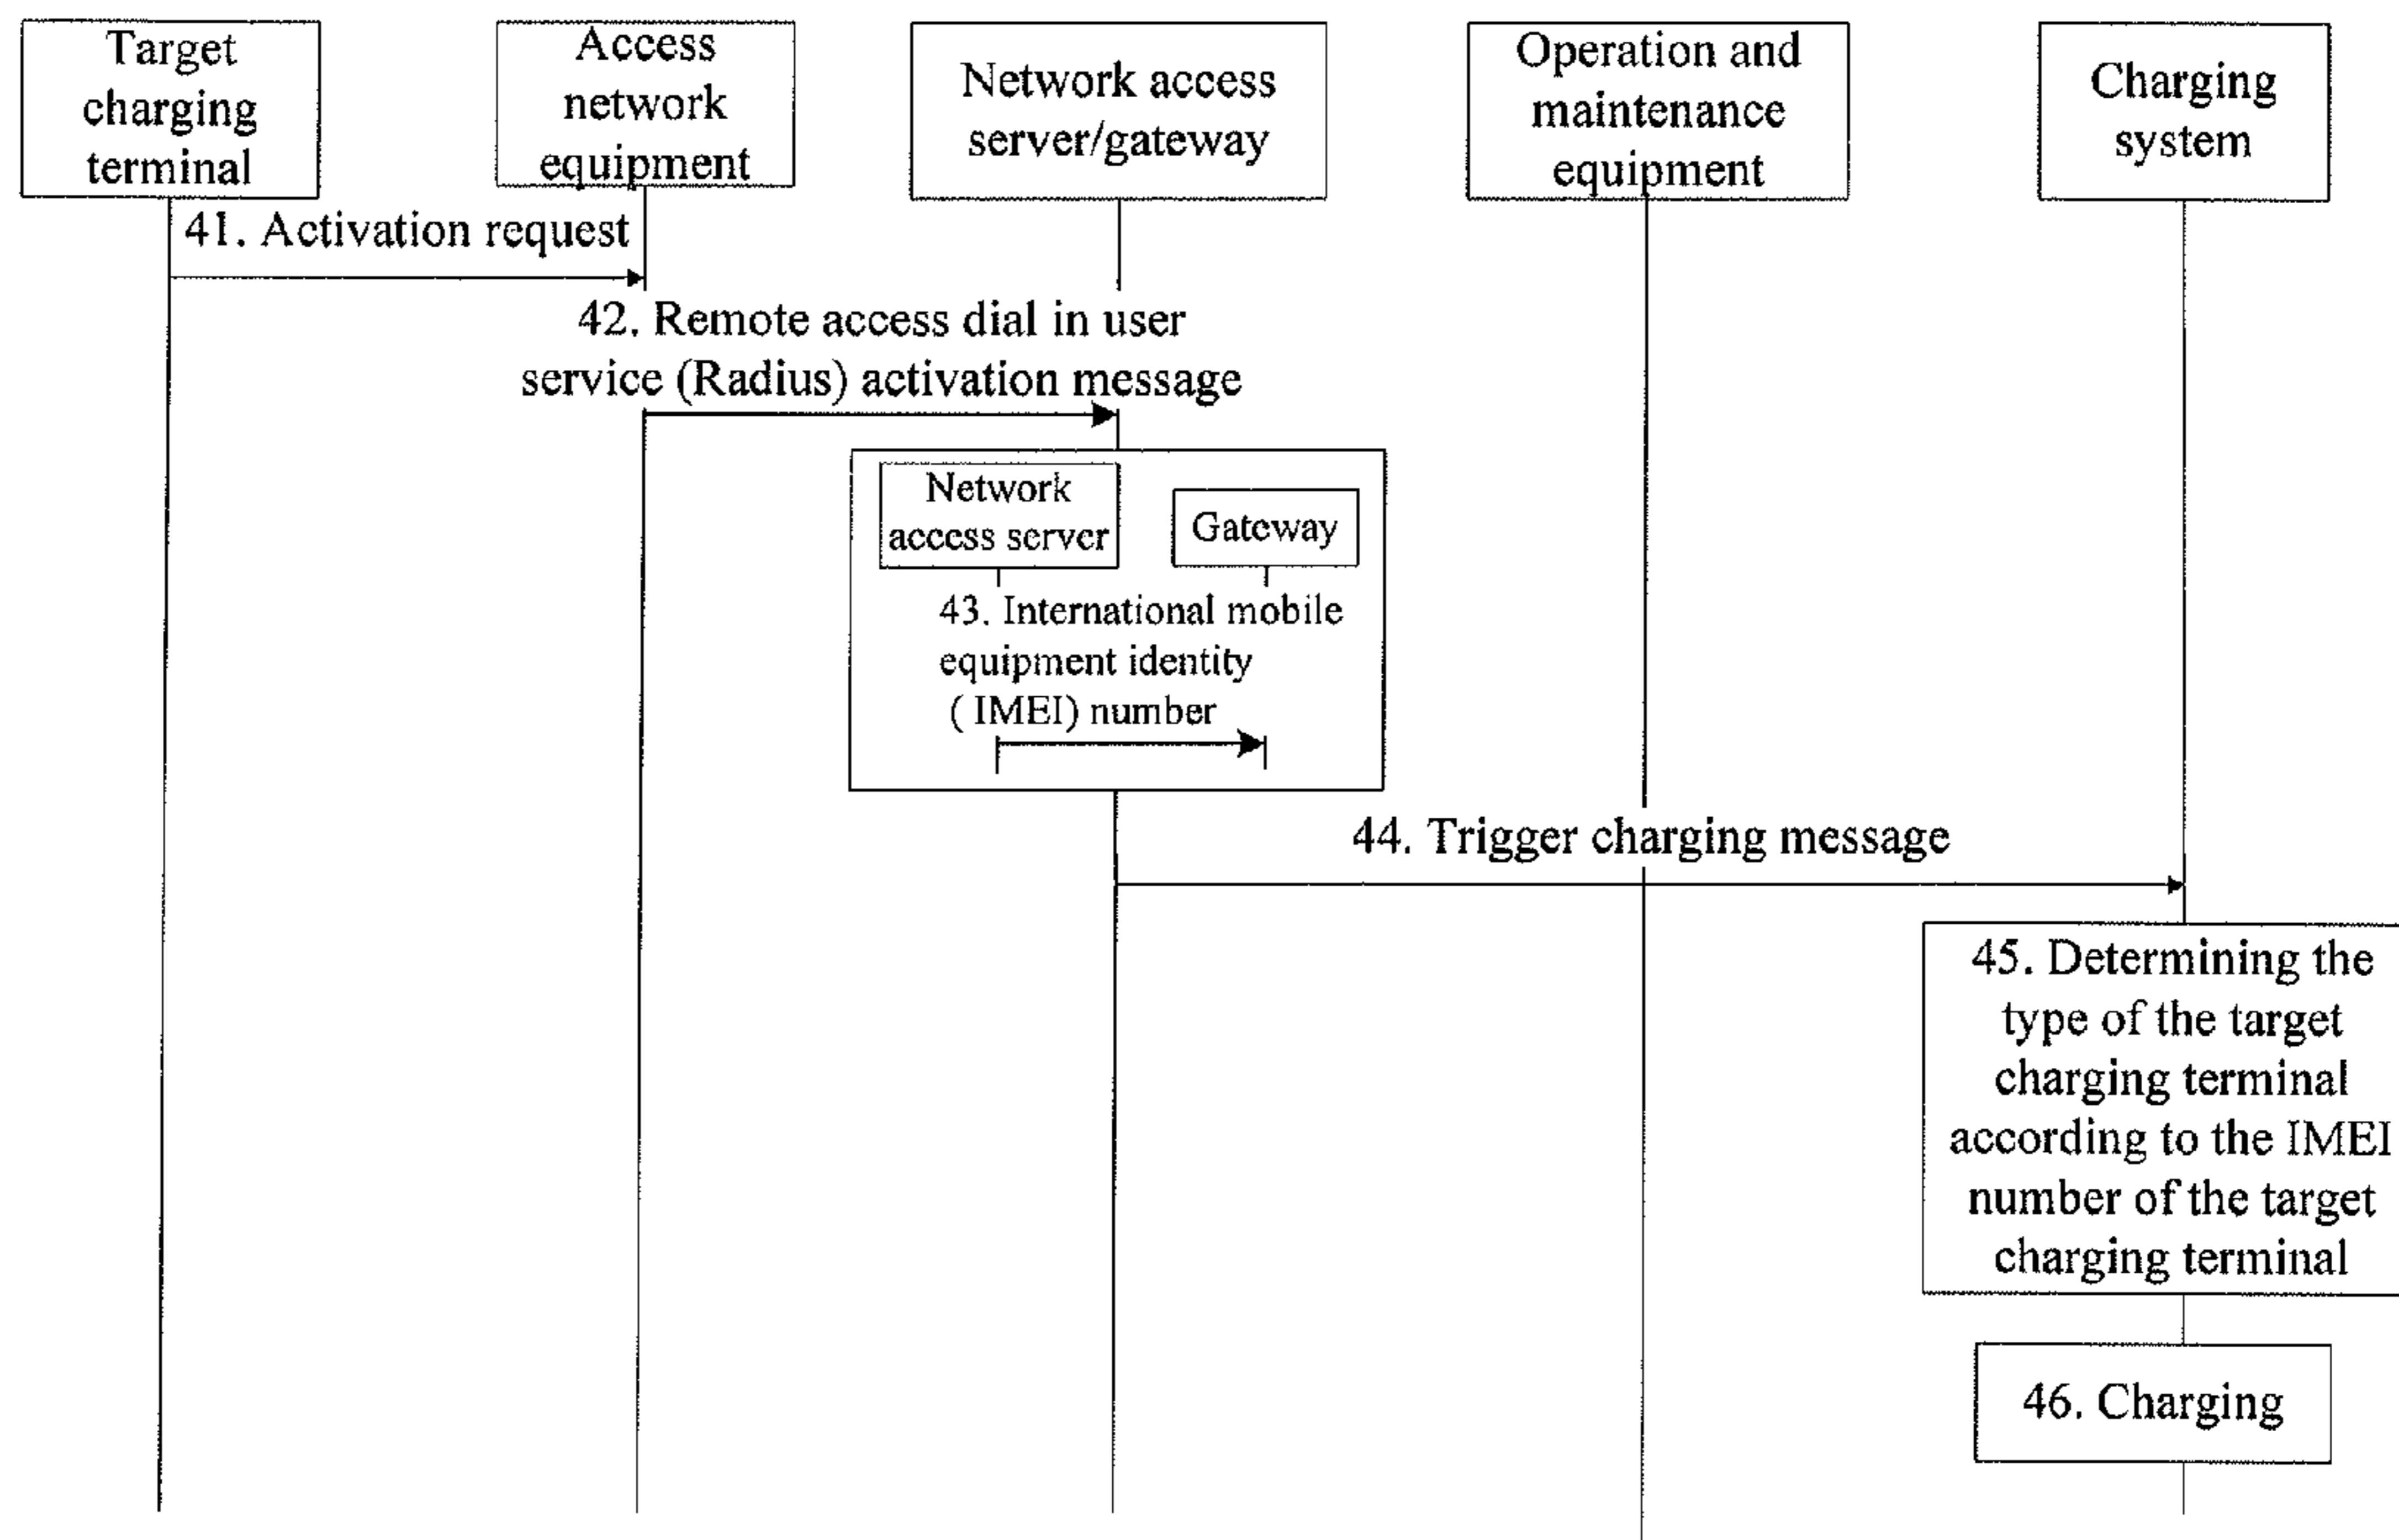 Target
charging
terminal
Access
network
equipment
Network access
server/gateway
Operation and
maintenance
equipment
Charging
system
41. Activation request
42. Remote access dial in user
service (Radius) activation message
Network
access server
Gateway
43. International mobile
equipment identity
( IMEI) number
44. Trigger charging message
45. Determining the
type of the target
charging terminal
according to the IMEI
number of the target
charging terminal
46. Charging